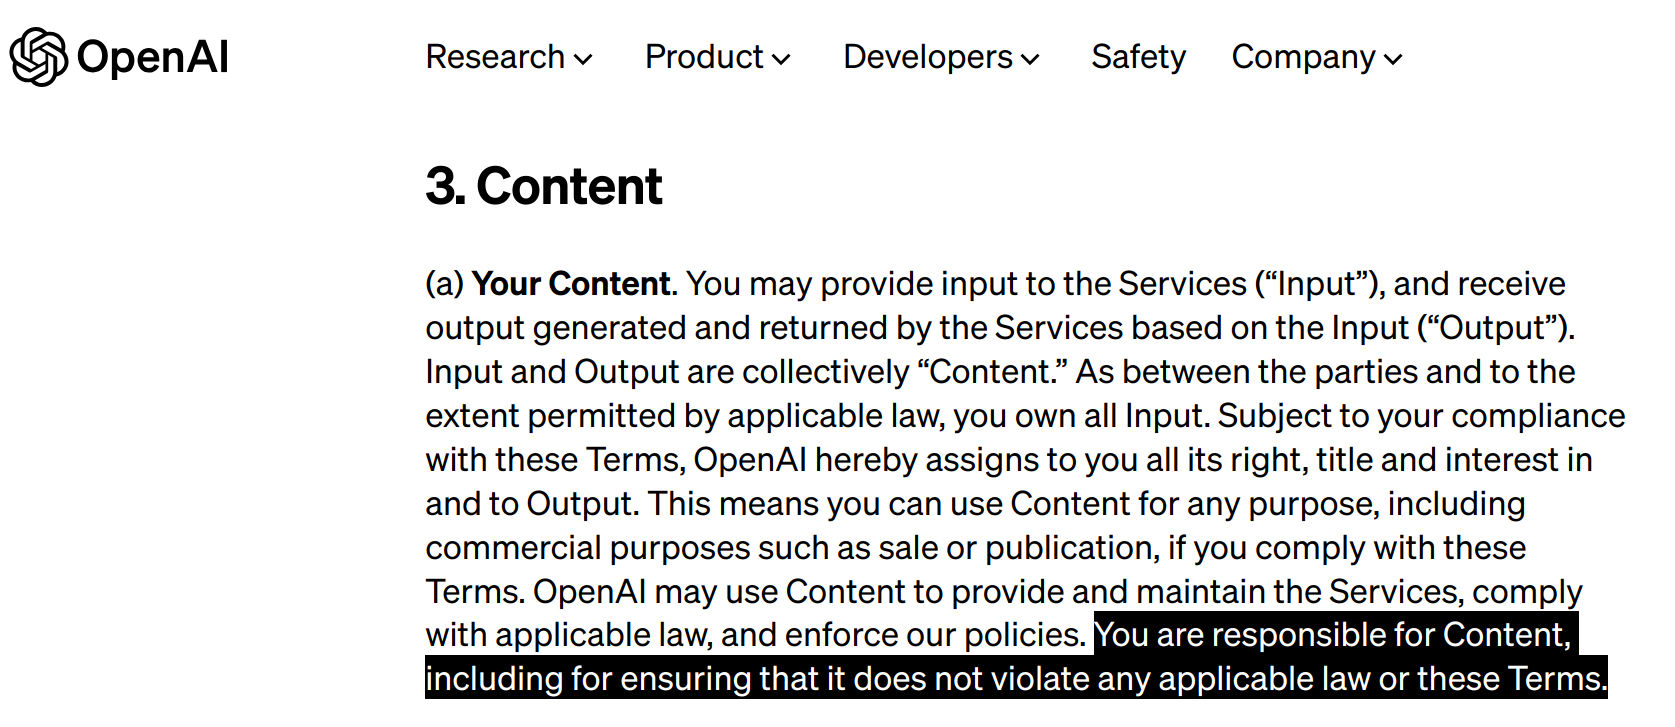 OpenAI
Research Product Developers Safety Company
3. Content
(a) Your Content. You may provide input to the Services (“Input”), and receive
output generated and returned by the Services based on the Input (“Output”).
Input and Output are collectively “Content.” As between the parties and to the
extent permitted by applicable law, you own all Input. Subject to your compliance
with these Terms, OpenAI hereby assigns to you all its right, title and interest in
and to Output. This means you can use Content for any purpose, including
commercial purposes such as sale or publication, if you comply with these
Terms. OpenAI may use Content to provide and maintain the Services, comply
with applicable law, and enforce our policies. You are responsible for Content,
including for ensuring that it does not violate any applicable law or these Terms.